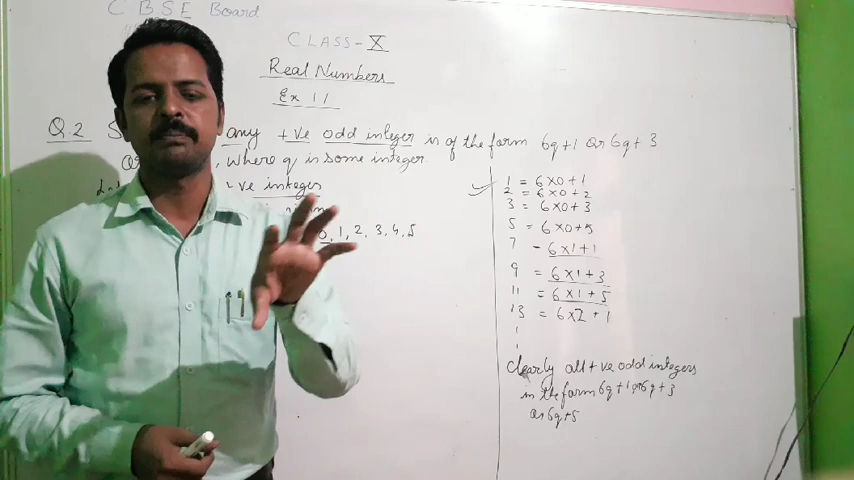 CBSE Board
CLASS-X
Real Numbers
Ex 1.1
Q.2 S any +ve odd integer is of the form 6q+1 or 6q+3
or , where q is some integer.
Let ve integer
0, 1, 2, 3, 4, 5
1 = 6×0+1
2 = 6×0+2
3 = 6×0+3
5 = 6×0+5
7 - 6×1+1
9 = 6×1+3
11 = 6×1+5
13 = 6×2+1
Clearly all +ve odd integers
in the form 6q+1 or 6q+3
or 6q+5